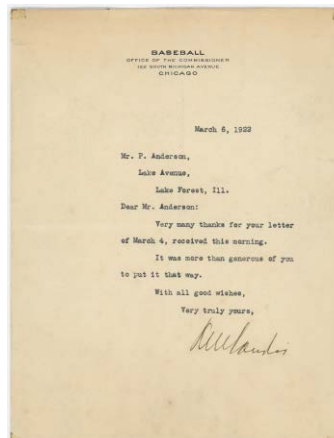 BASEBALL
OFFICE OF THE COMMISSIONER
122 SOUTH MICHIGAN AVENUE
CHICAGO
March 6, 1922
Mr. P. Anderson,
Lake Avenue,
Lake Forest, Ill.
Dear Mr. Anderson:
Very many thanks for your letter
of March 4, received this morning.
It was more than generous of you
to put it that way.
With all good wishes,
Very truly yours,